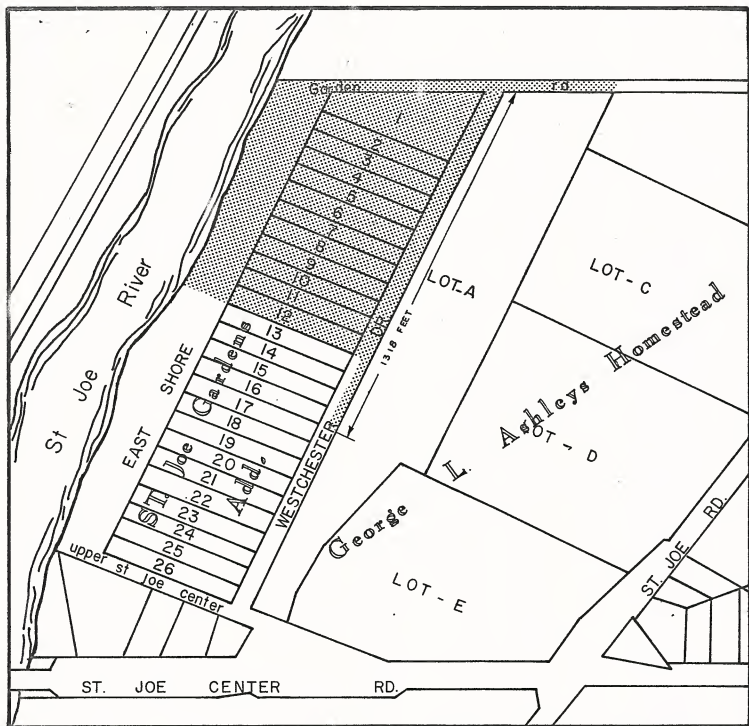 Garden rd
1
2
3
4
5
6
7
8
9
10
11
12
13
14
15
16
17
18
19
20
21
22
23
24
25
26
St Joe River
EAST SHORE
ST. Joe Gardens
Add.
WESTCHESTER DR
1318 FEET
LOT-A
LOT-C
OT-D
LOT-E
George L. Ashleys Homestead
ST. JOE RD.
upper st joe center
ST. JOE CENTER RD.